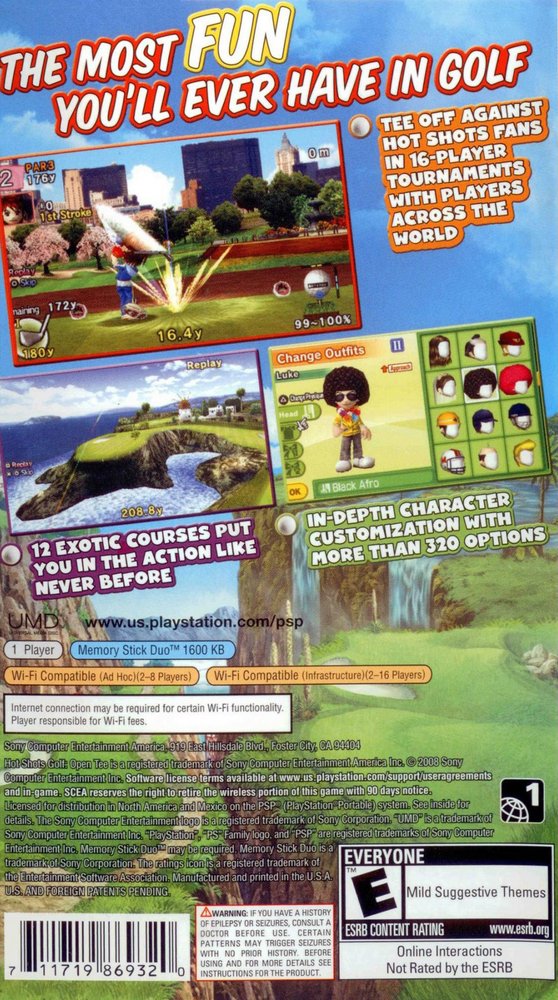 THE MOST FUN
YOU'LL EVER HAVE IN GOLF
TEE OFF AGAINST
HOT SHOTS FANS
IN 16-PLAYER
TOURNAMENTS
WITH PLAYERS
ACROSS THE
WORLD
2 PAR3
176y
±0
1st Stroke
0m
Replay
Skip
maining 172y
180y
16.4y
99~100%
Replay
Replay
Skip
208.8y
Change Outfits
II
Luke
Approach
Change Physique
Head
OK
Black Afro
12 EXOTIC COURSES PUT
YOU IN THE ACTION LIKE
NEVER BEFORE
IN-DEPTH CHARACTER
CUSTOMIZATION WITH
MORE THAN 320 OPTIONS
UMD
UNIVERSAL MEDIA DISC
www.us.playstation.com/psp
1 Player
Memory Stick Duo™ 1600 KB
Wi-Fi Compatible (Ad Hoc)(2-8 Players)
Wi-Fi Compatible (Infrastructure)(2-16 Players)
Internet connection may be required for certain Wi-Fi functionality.
Player responsible for Wi-Fi fees.
Sony Computer Entertainment America, 919 East Hillsdale Blvd., Foster City, CA 94404
Hot Shots Golf: Open Tee is a registered trademark of Sony Computer Entertainment America Inc. © 2008 Sony
Computer Entertainment Inc. Software license terms available at www.us.playstation.com/support/useragreements
and in-game. SCEA reserves the right to retire the wireless portion of this game with 90 days notice.
Licensed for distribution in North America and Mexico on the PSP® (PlayStation®Portable) system. See inside for
details. The Sony Computer Entertainment logo is a registered trademark of Sony Corporation. "UMD" is a trademark of
Sony Computer Entertainment Inc. "PlayStation", "PS" Family logo, and "PSP" are registered trademarks of Sony Computer
Entertainment Inc. Memory Stick Duo™ may be required. Memory Stick Duo is a
trademark of Sony Corporation. The ratings icon is a registered trademark of
the Entertainment Software Association. Manufactured and printed in the U.S.A.
U.S. AND FOREIGN PATENTS PENDING.
1
EVERYONE
E
Mild Suggestive Themes
ESRB CONTENT RATING www.esrb.org
Online Interactions
Not Rated by the ESRB
WARNING: IF YOU HAVE A HISTORY
OF EPILEPSY OR SEIZURES, CONSULT A
DOCTOR BEFORE USE. CERTAIN
PATTERNS MAY TRIGGER SEIZURES
WITH NO PRIOR HISTORY. BEFORE
USING AND FOR MORE DETAILS SEE
INSTRUCTIONS FOR THE PRODUCT.
7 11719 86932 0